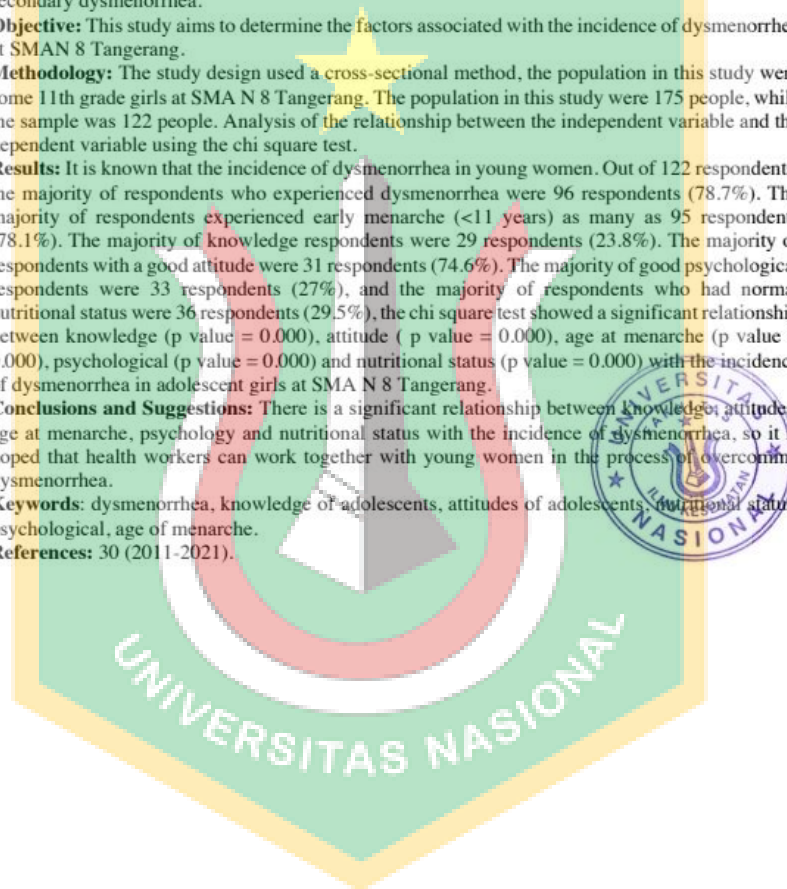 secondary dysmenorrhea.
Objective: This study aims to determine the factors associated with the incidence of dysmenorrhe
t SMAN 8 Tangerang.
Methodology: The study design used a cross-sectional method, the population in this study wer
ome 11th grade girls at SMA N 8 Tangerang. The population in this study were 175 people, whil
he sample was 122 people. Analysis of the relationship between the independent variable and th
ependent variable using the chi square test.
Results: It is known that the incidence of dysmenorrhea in young women. Out of 122 respondent
he majority of respondents who experienced dysmenorrhea were 96 respondents (78.7%). Th
ajority of respondents experienced early menarche (<11 years) as many as 95 respondent
78.1%). The majority of knowledge respondents were 29 respondents (23.8%). The majority o
espondents with a good attitude were 31 respondents (74.6%). The majority of good psychologica
espondents were 33 respondents (27%), and the majority of respondents who had norma
utritional status were 36 respondents (29.5%), the chi square test showed a significant relationshi
etween knowledge (p value = 0.000), attitude ( p value = 0.000), age at menarche (p value
.000), psychological (p value = 0.000) and nutritional status (p value = 0.000) with the incidenc
f dysmenorrhea in adolescent girls at SMA N 8 Tangerang.
Conclusions and Suggestions: There is a significant relationship between knowledge, attitude
ge at menarche, psychology and nutritional status with the incidence of dysmenorrhea, so it i
oped that health workers can work together with young women in the process of overcomm
ysmenorrhea.
Keywords: dysmenorrhea, knowledge of adolescents, attitudes of adolescents, nutritional status
sychological, age of menarche.
References: 30 (2011-2021).
UNIVERSITAS
ILMU KESEHATAN
NASIONAL
UNIVERSITAS NASIONAL